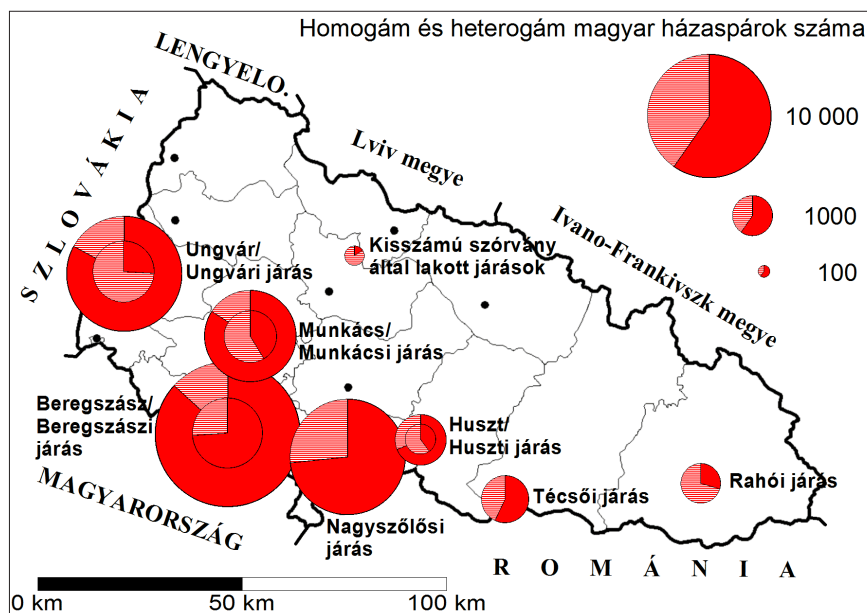 Homogám és heterogám magyar házaspárok száma
LENGYELO.
SZLOVÁKIA
Lviv megye
10 000
Ivano-Frankivszk megye
1000
100
Ungvár/
Ungvári járás
Kisszámú szórvány
által lakott járások
Munkács/
Munkácsi járás
Beregszász/
Beregszászi
járás
Huszt/
Huszti járás
Técsői járás
Rahói járás
MAGYARORSZÁG
Nagyszőlősi
járás
ROMÁNIA
0 km
50 km
100 km